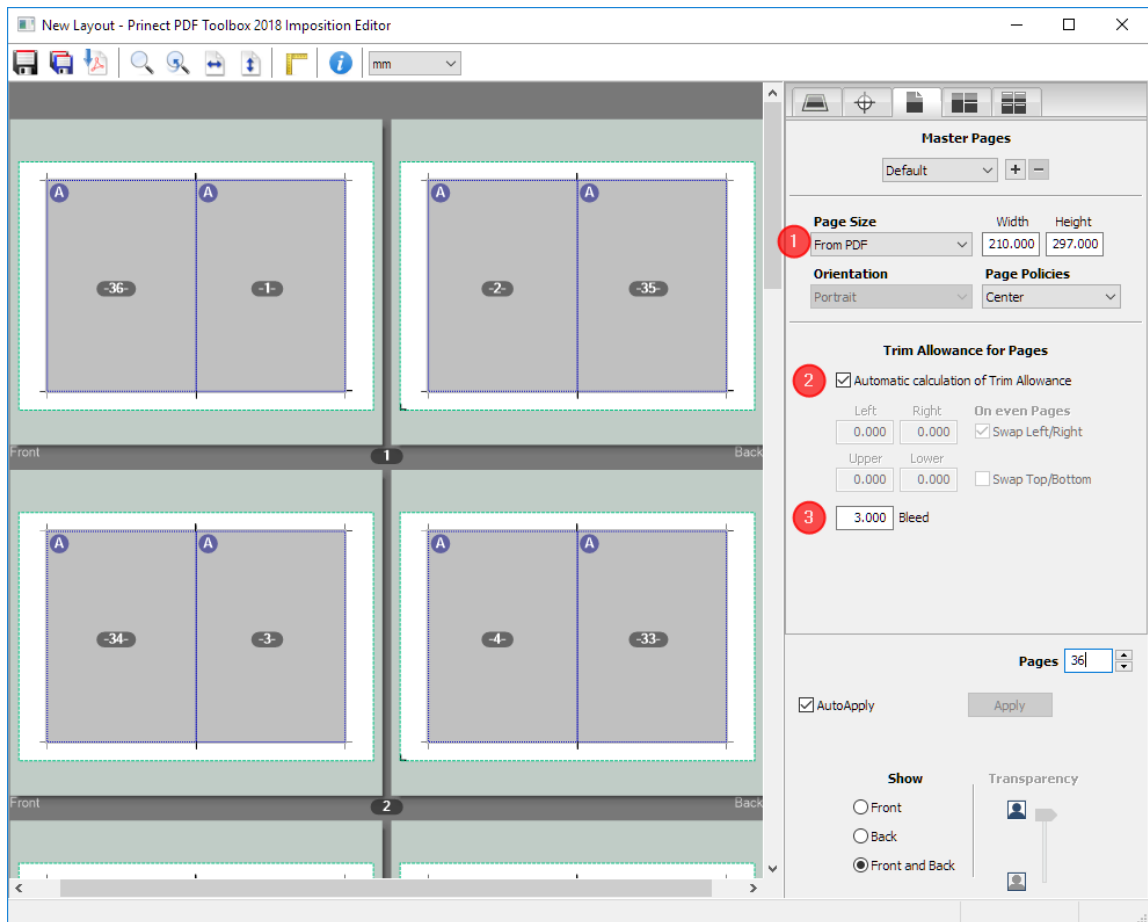 New Layout - Prinect PDF Toolbox 2018 Imposition Editor
mm
Master Pages
Default
+ −
Page Size Width Height
1 From PDF 210.000 297.000
Orientation Page Policies
Portrait Center
Trim Allowance for Pages
2 Automatic calculation of Trim Allowance
Left Right On even Pages
0.000 0.000 Swap Left/Right
Upper Lower
0.000 0.000 Swap Top/Bottom
3 3.000 Bleed
Pages 36
AutoApply Apply
Show Transparency
Front
Back
Front and Back
A A A A
-36- -1- -2- -35-
Front 1 Back
A A A A
-34- -3- -4- -33-
Front 2 Back